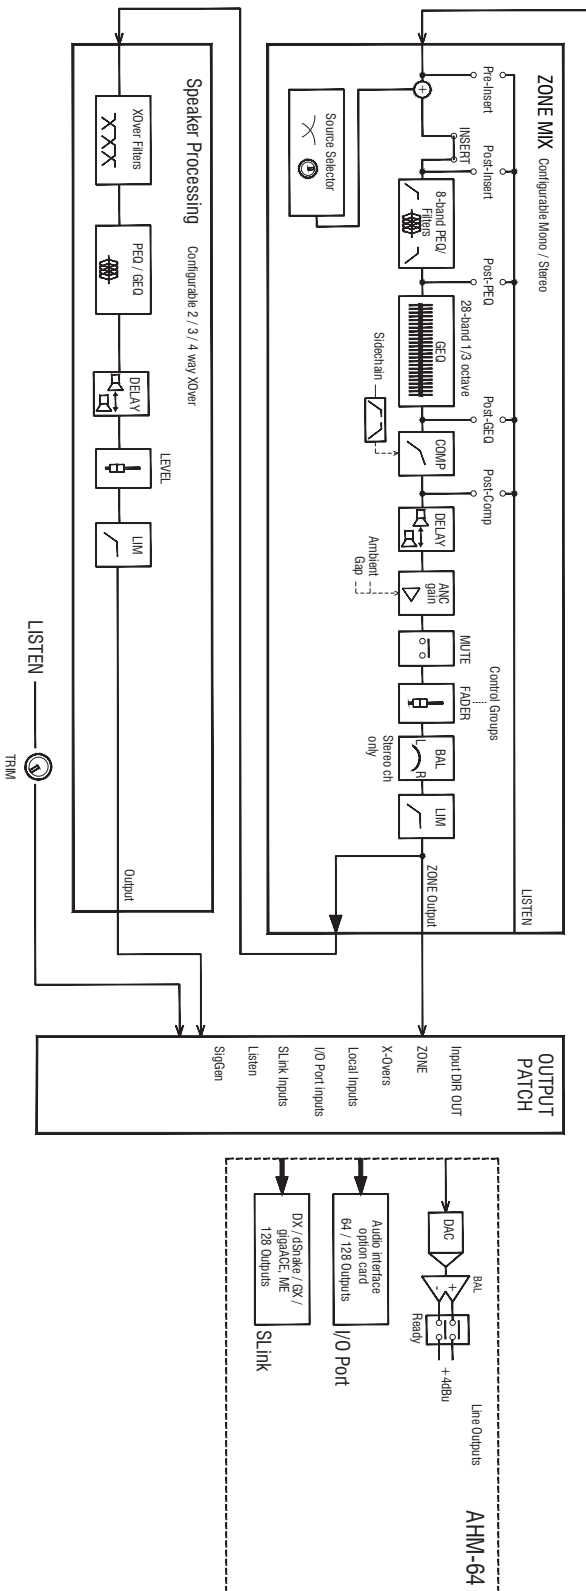 ZONE MIX
Configurable Mono / Stereo
Pre-Insert
Post-Insert
Post-PEQ
Post-GEQ
Post-Comp
LISTEN
INSERT
8-band PEQ/
Filters
28-band 1/3 octave
GEQ
COMP
DELAY
ANC
gain
MUTE
FADER
Control Groups
BAL
L
R
Stereo ch
only
LIM
ZONE Output
Source Selector
Sidechain
Ambient
Gap
Speaker Processing
Configurable 2 / 3 / 4 way XOver
XOver Filters
PEQ / GEQ
DELAY
LEVEL
LIM
Output
LISTEN
TRIM
OUTPUT
PATCH
Input DIR OUT
ZONE
X-Overs
Local Inputs
I/O Port inputs
SLink Inputs
Listen
SigGen
AHM-64
Line Outputs
DAC
BAL
+
-
Ready
+ 4dBu
Audio interface
option card
64 / 128 Outputs
I/O Port
DX / dSnake / GX /
gigaACE, ME
128 Outputs
SLink